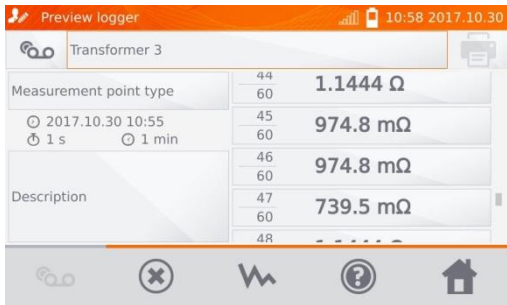 Preview logger
10:58 2017.10.30
Transformer 3
Measurement point type
2017.10.30 10:55
1 s
1 min
Description
44
60
1.1444 Ω
45
60
974.8 mΩ
46
60
974.8 mΩ
47
60
739.5 mΩ
48